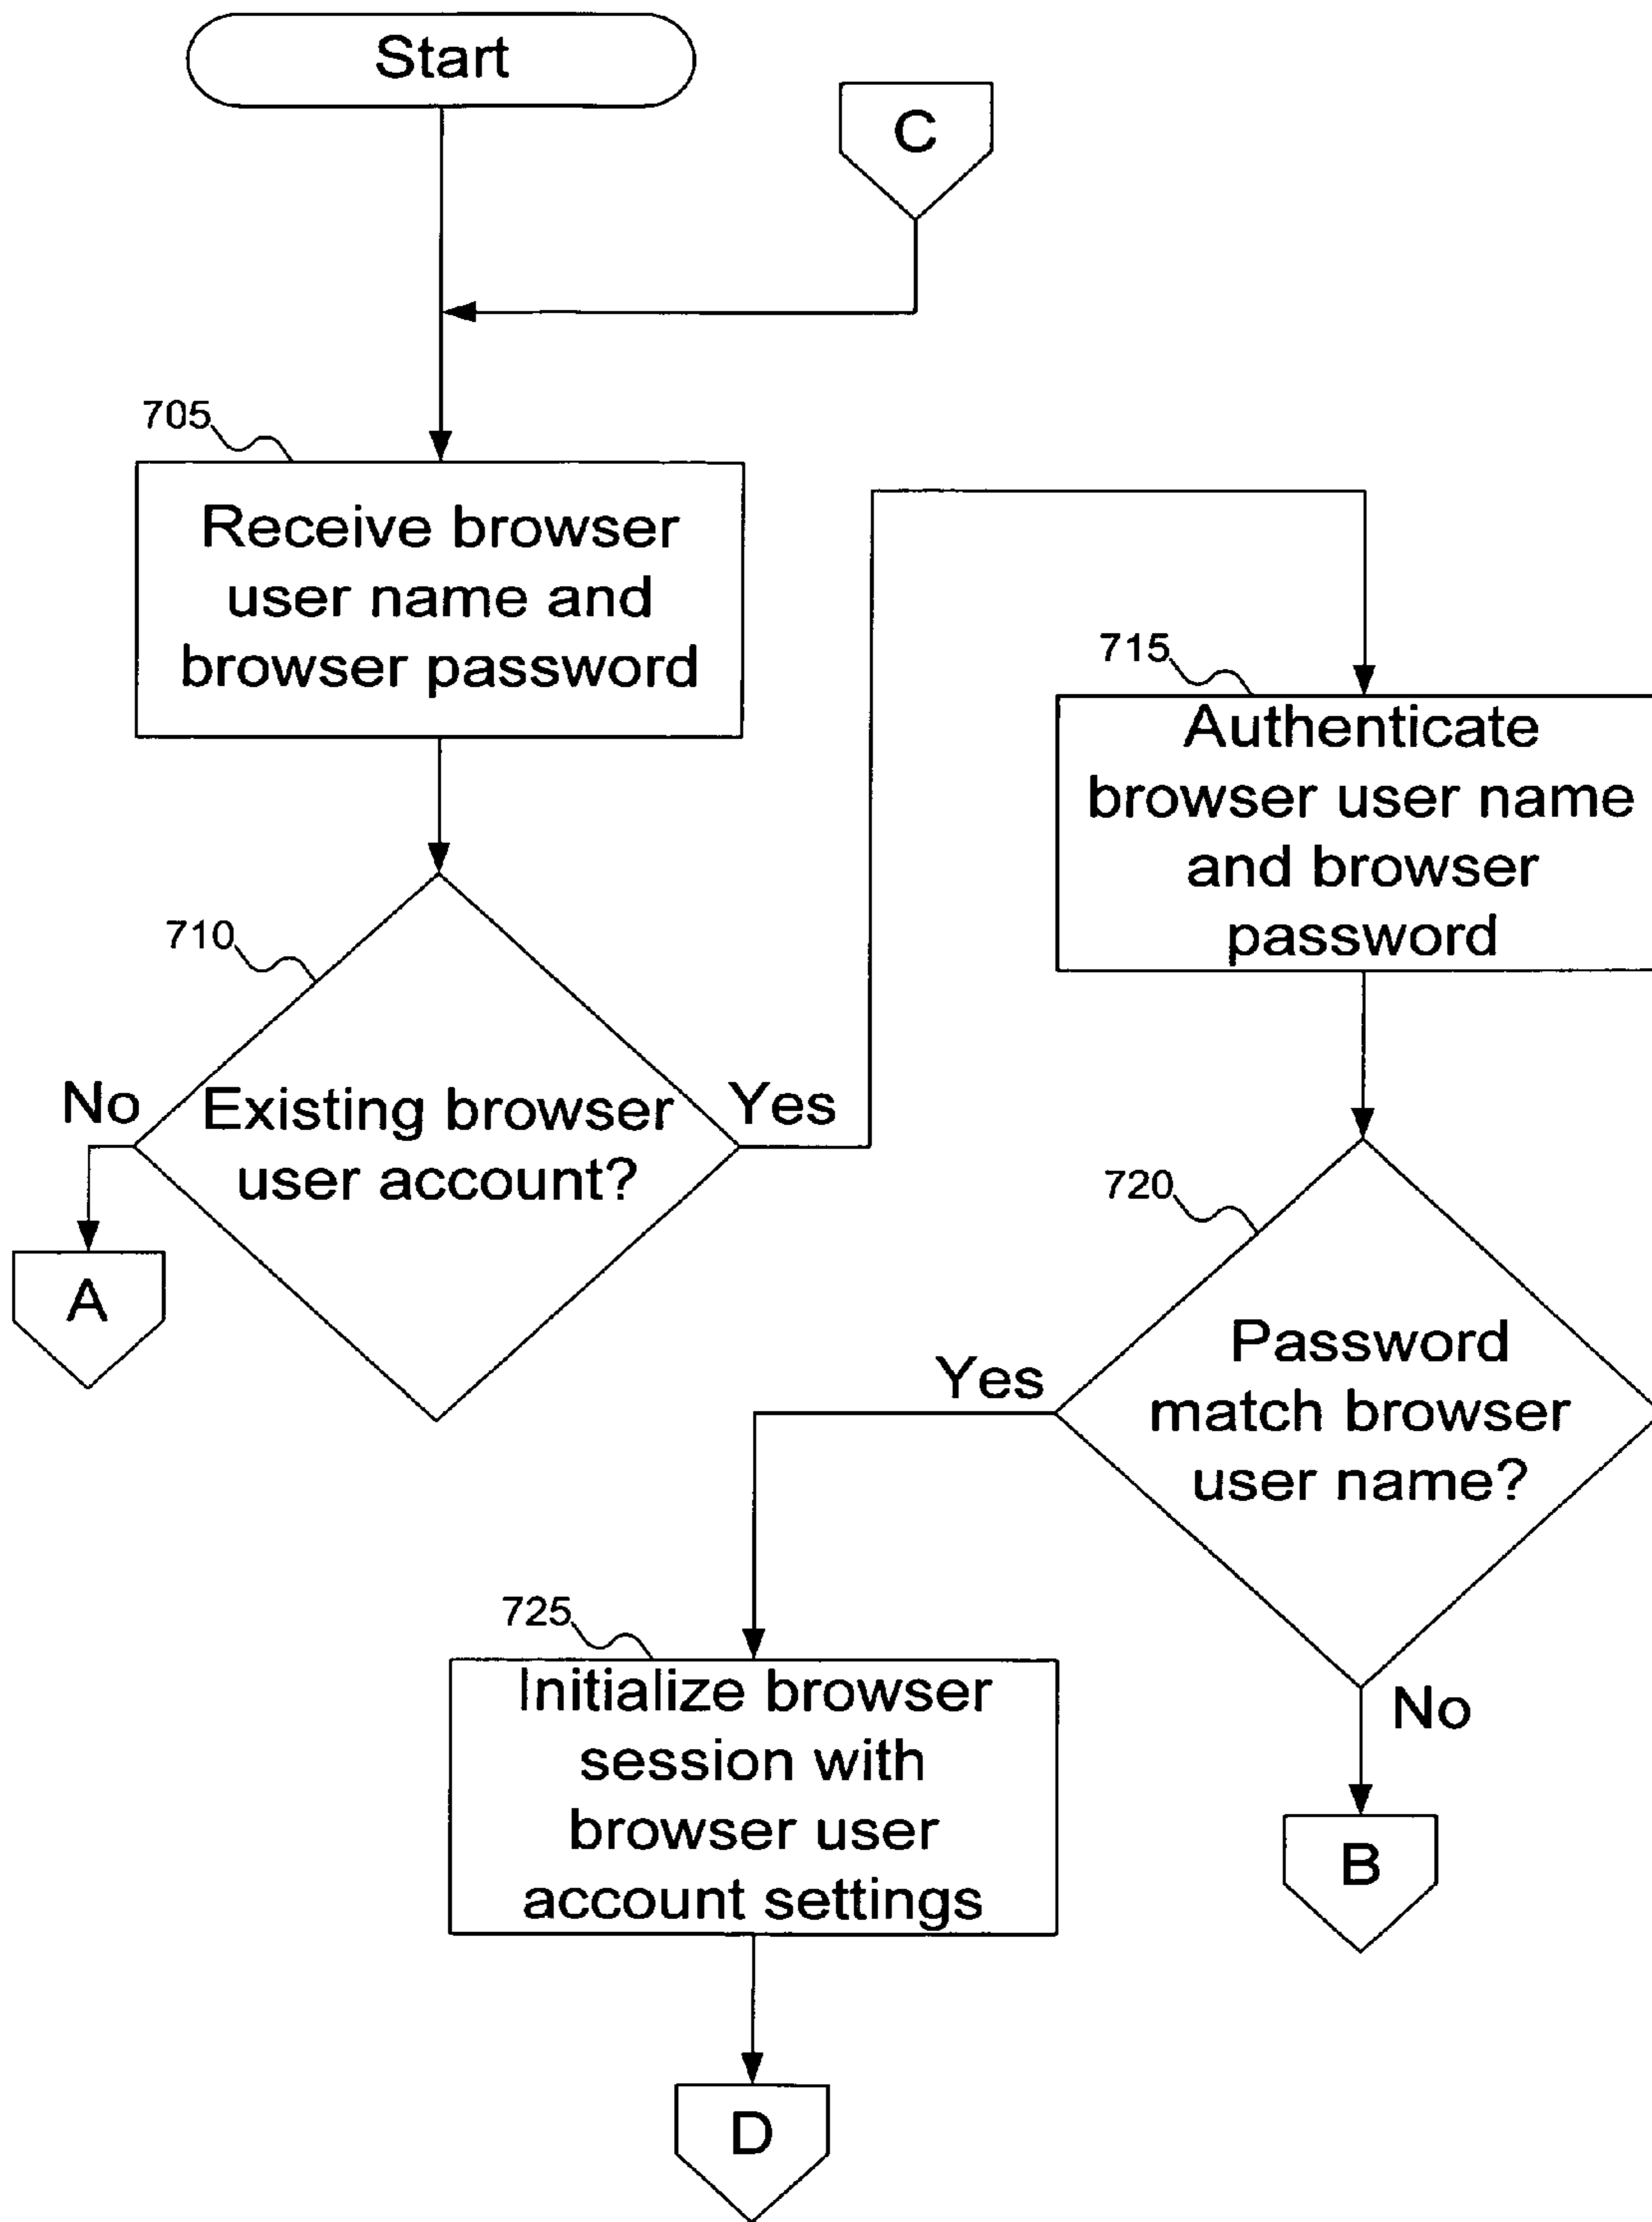 Start
C
705
Receive browser
user name and
browser password
710
No
Existing browser
user account?
Yes
A
715
Authenticate
browser user name
and browser
password
720
Password
match browser
user name?
Yes
No
725
Initialize browser
session with
browser user
account settings
B
D